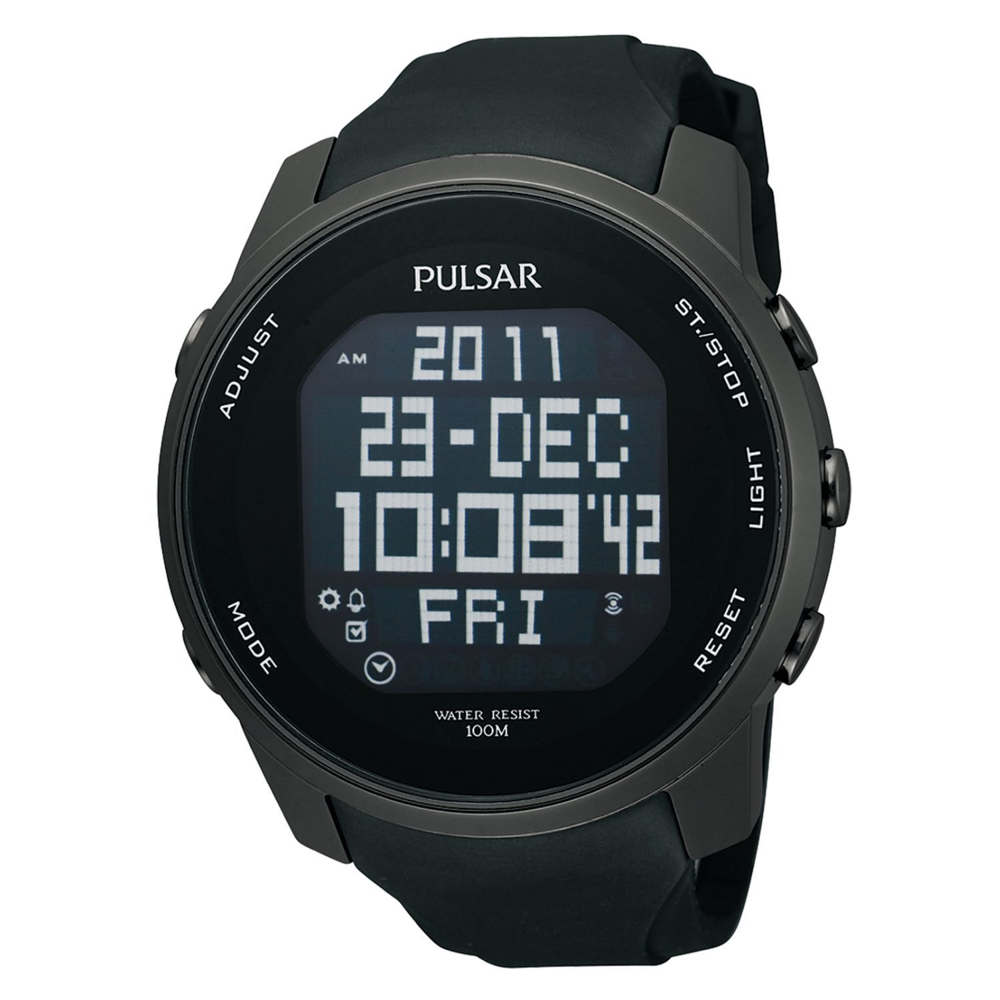 PULSAR
ADJUST
ST./STOP
AM 2011
23-DEC
10:08'42
LIGHT
FRI
MODE
RESET
WATER RESIST
100M